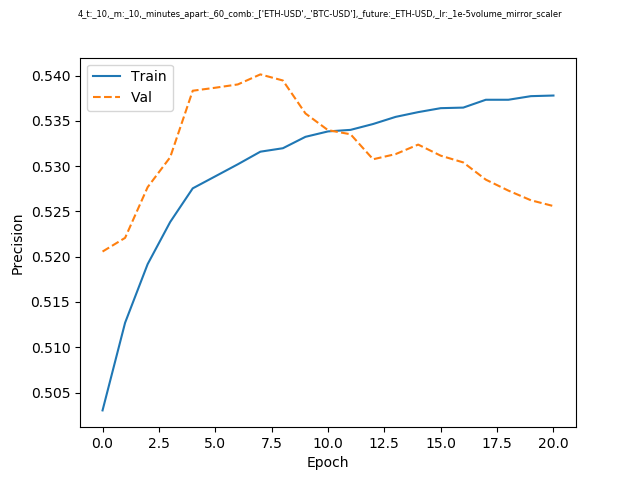 4_t:_10,_m:_10,_minutes_apart:_60_comb:_['ETH-USD',_'BTC-USD'],_future:_ETH-USD,_lr:_1e-5volume_mirror_scaler
Train
Val
0.540
0.535
0.530
0.525
0.520
0.515
0.510
0.505
Precision
0.0 2.5 5.0 7.5 10.0 12.5 15.0 17.5 20.0
Epoch